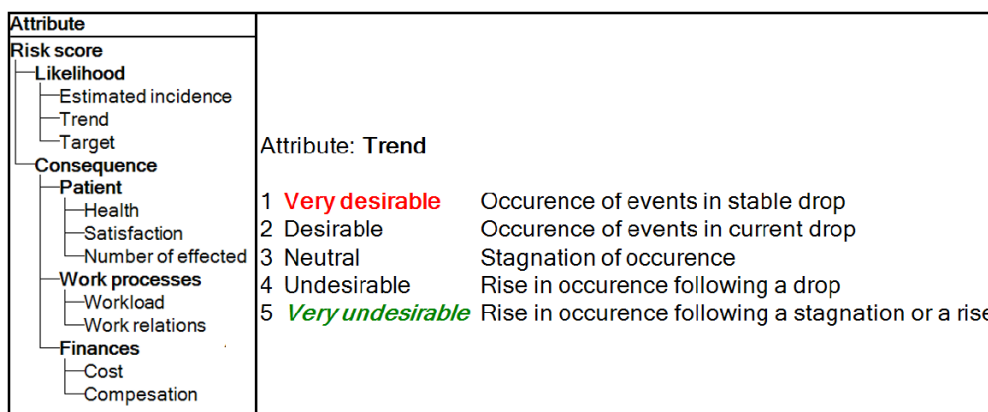 Attribute
Risk score
Likelihood
Estimated incidence
Trend
Target
Consequence
Patient
Health
Satisfaction
Number of effected
Work processes
Workload
Work relations
Finances
Cost
Compesation
Attribute: Trend
1 Very desirable Occurence of events in stable drop
2 Desirable Occurence of events in current drop
3 Neutral Stagnation of occurence
4 Undesirable Rise in occurence following a drop
5 Very undesirable Rise in occurence following a stagnation or a rise